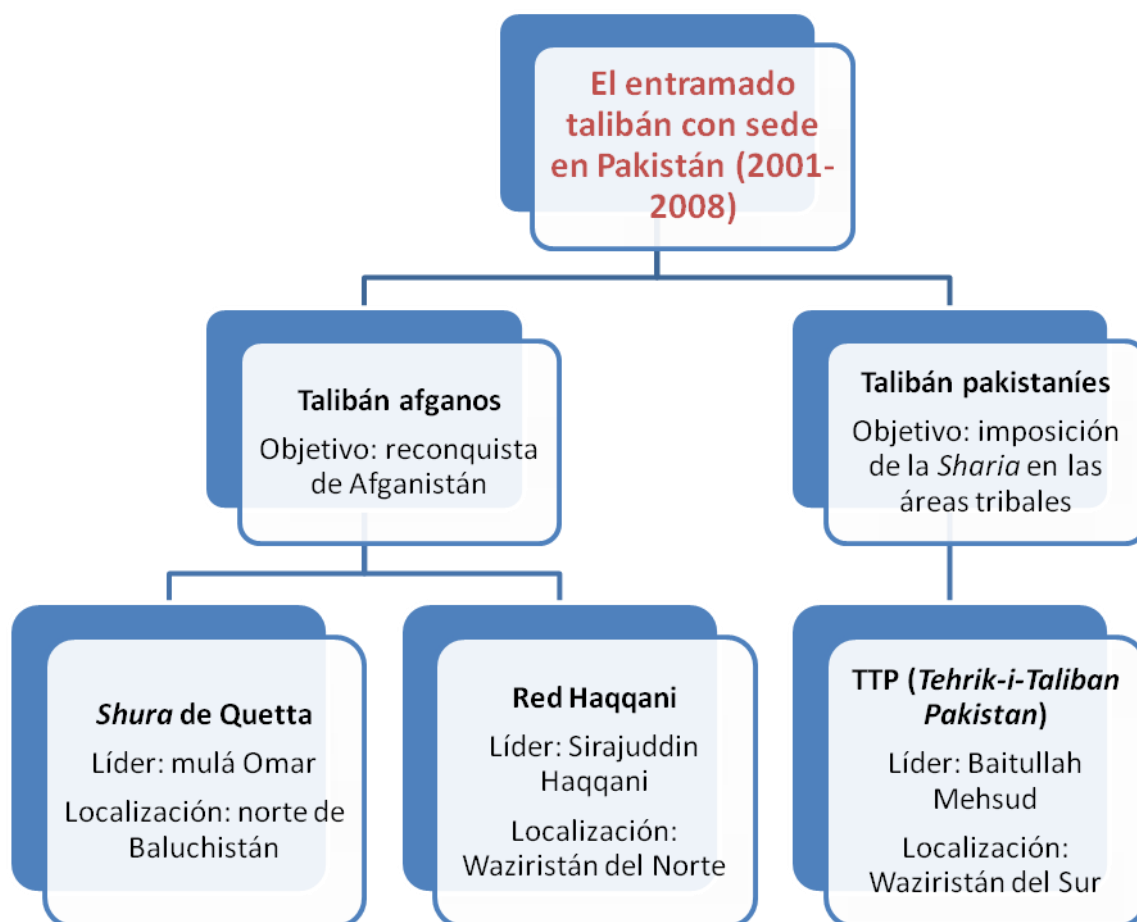 El entramado
talibán con sede
en Pakistán (2001-
2008)
Talibán afganos
Objetivo: reconquista
de Afganistán
Talibán pakistaníes
Objetivo: imposición
de la Sharia en las
áreas tribales
Shura de Quetta
Líder: mulá Omar
Localización: norte de
Baluchistán
Red Haqqani
Líder: Sirajuddin
Haqqani
Localización:
Waziristán del Norte
TTP (Tehrik-i-Taliban
Pakistan)
Líder: Baitullah
Mehsud
Localización:
Waziristán del Sur